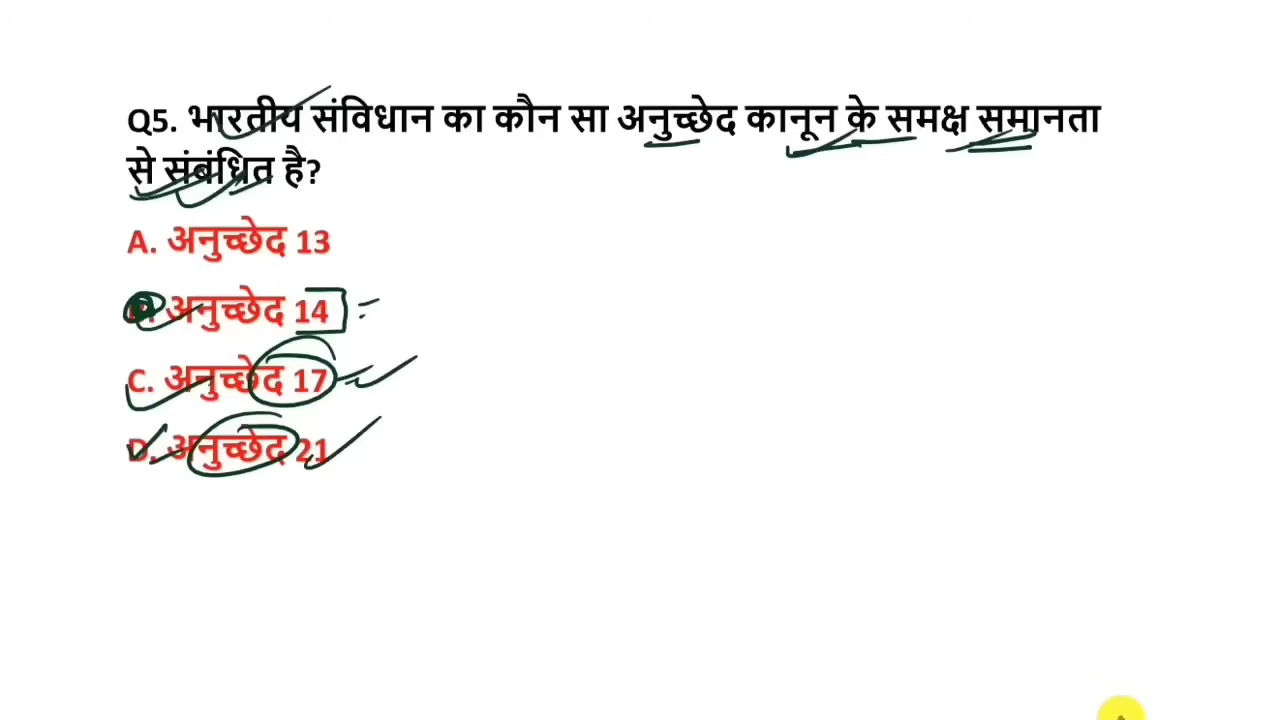 Q5. भारतीय संविधान का कौन सा अनुच्छेद कानून के समक्ष समानता
से संबंधित है?
A. अनुच्छेद 13
B. अनुच्छेद 14
C. अनुच्छेद 17
D. अनुच्छेद 21